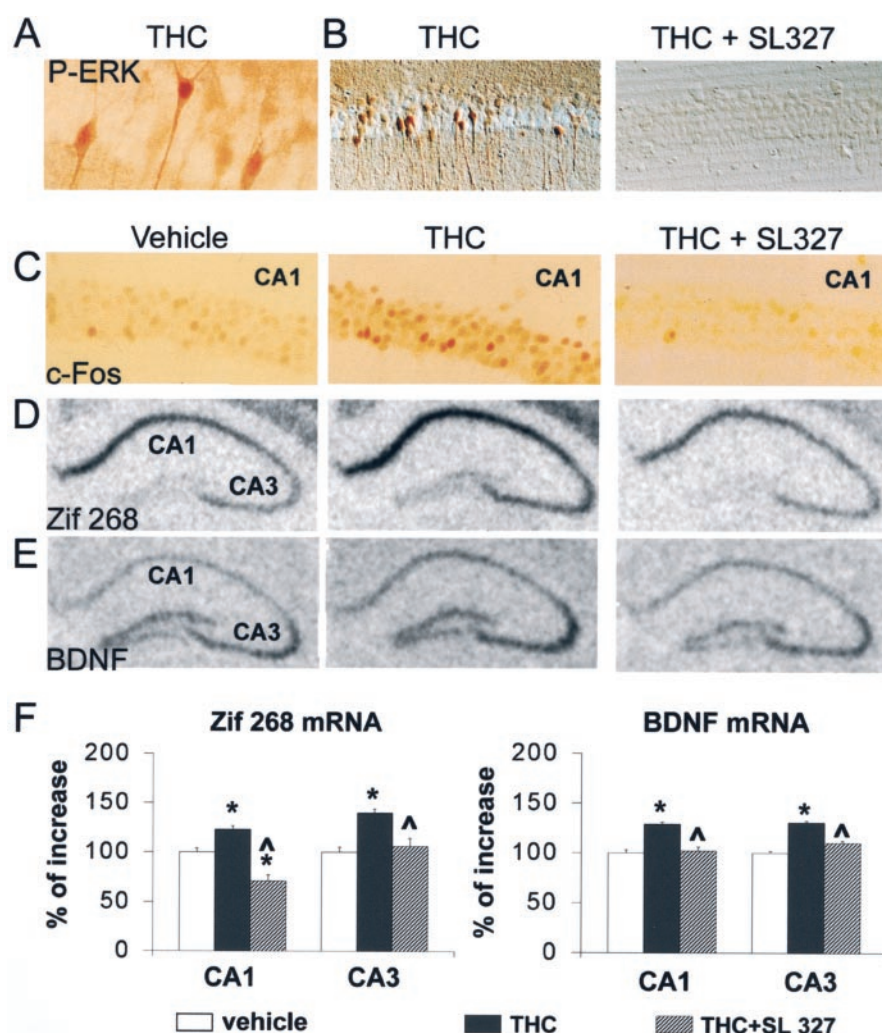 A THC B THC THC + SL327
P-ERK
Vehicle THC THC + SL327
C CA1 CA1 CA1
c-Fos
D CA1
CA3
Zif 268
E CA1
CA3
BDNF
F Zif 268 mRNA BDNF mRNA
% of increase
200
150
100
50
0
* ^ * * ^
CA1 CA3
% of increase
200
150
100
50
0
* ^ * ^
CA1 CA3
vehicle THC THC+SL 327